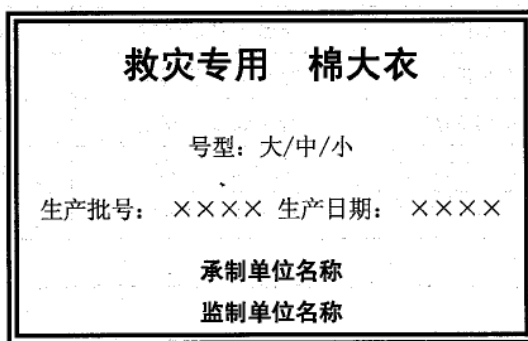 救灾专用　棉大衣
号型：大/中/小
生产批号： ×××× 生产日期： ××××
承制单位名称
监制单位名称